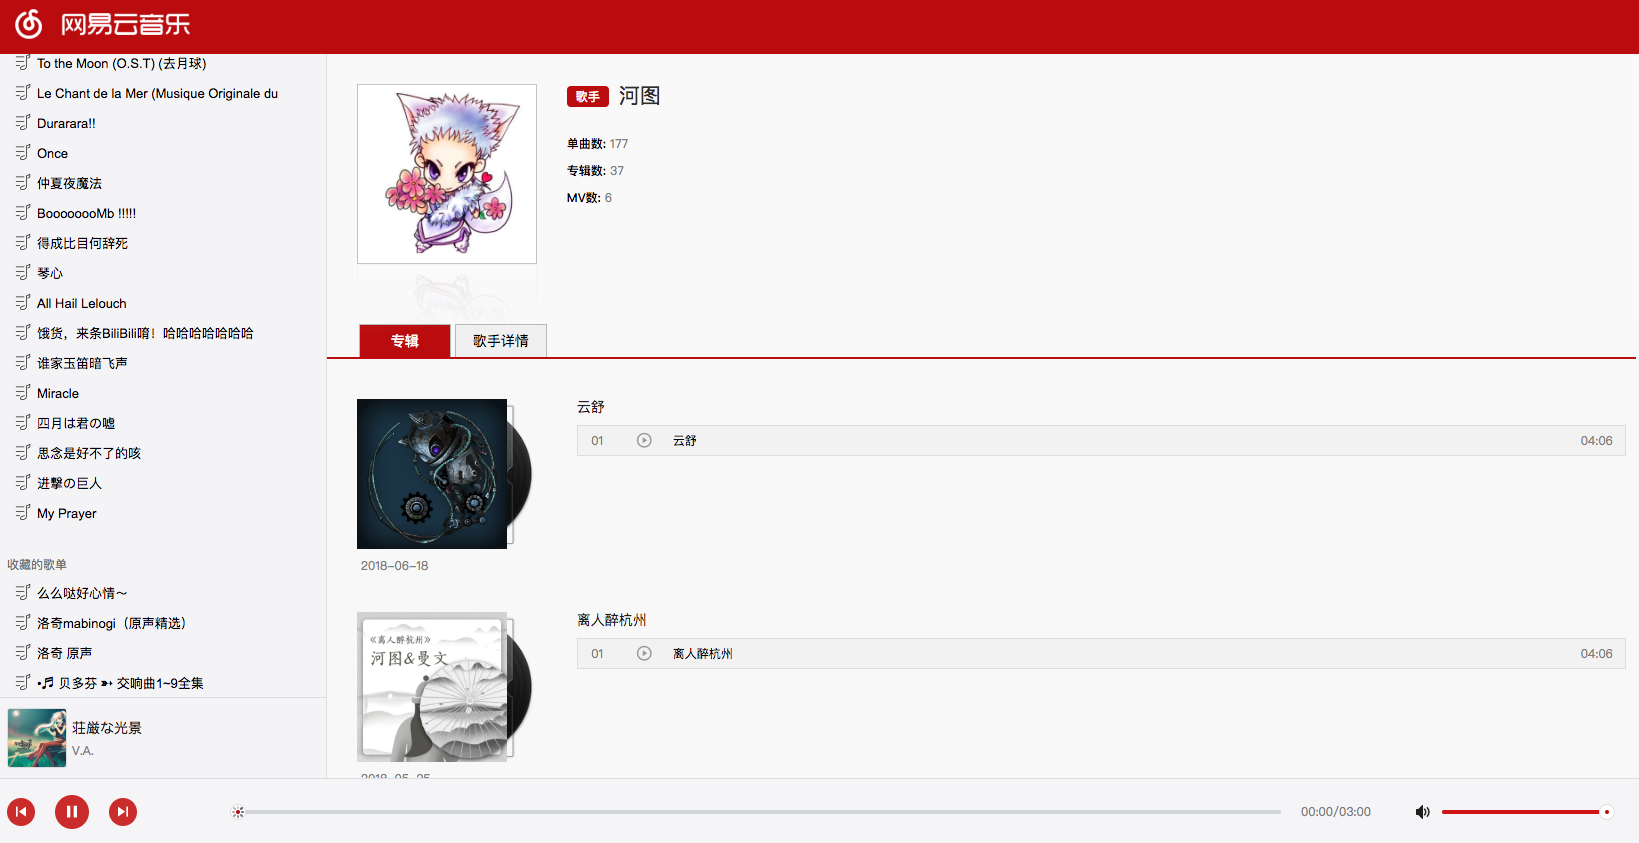 网易云音乐
To the Moon (O.S.T) (去月球)
Le Chant de la Mer (Musique Originale du
Durarara!!
Once
仲夏夜魔法
BoooooooMb !!!!!
得成比目何辞死
琴心
All Hail Lelouch
饿货，来条BiliBili唷！哈哈哈哈哈哈哈
谁家玉笛暗飞声
Miracle
四月は君の嘘
思念是好不了的咳
进撃の巨人
My Prayer
收藏的歌单
么么哒好心情～
洛奇mabinogi（原声精选）
洛奇 原声
•🎜 贝多芬 ➽ 交响曲1~9全集
荘厳な光景
V.A.
歌手 河图
单曲数: 177
专辑数: 37
MV数: 6
专辑 歌手详情
云舒
01 云舒 04:06
2018-06-18
离人醉杭州
01 离人醉杭州 04:06
《离人醉杭州》
河图&曼文
2018-05-25
00:00/03:00